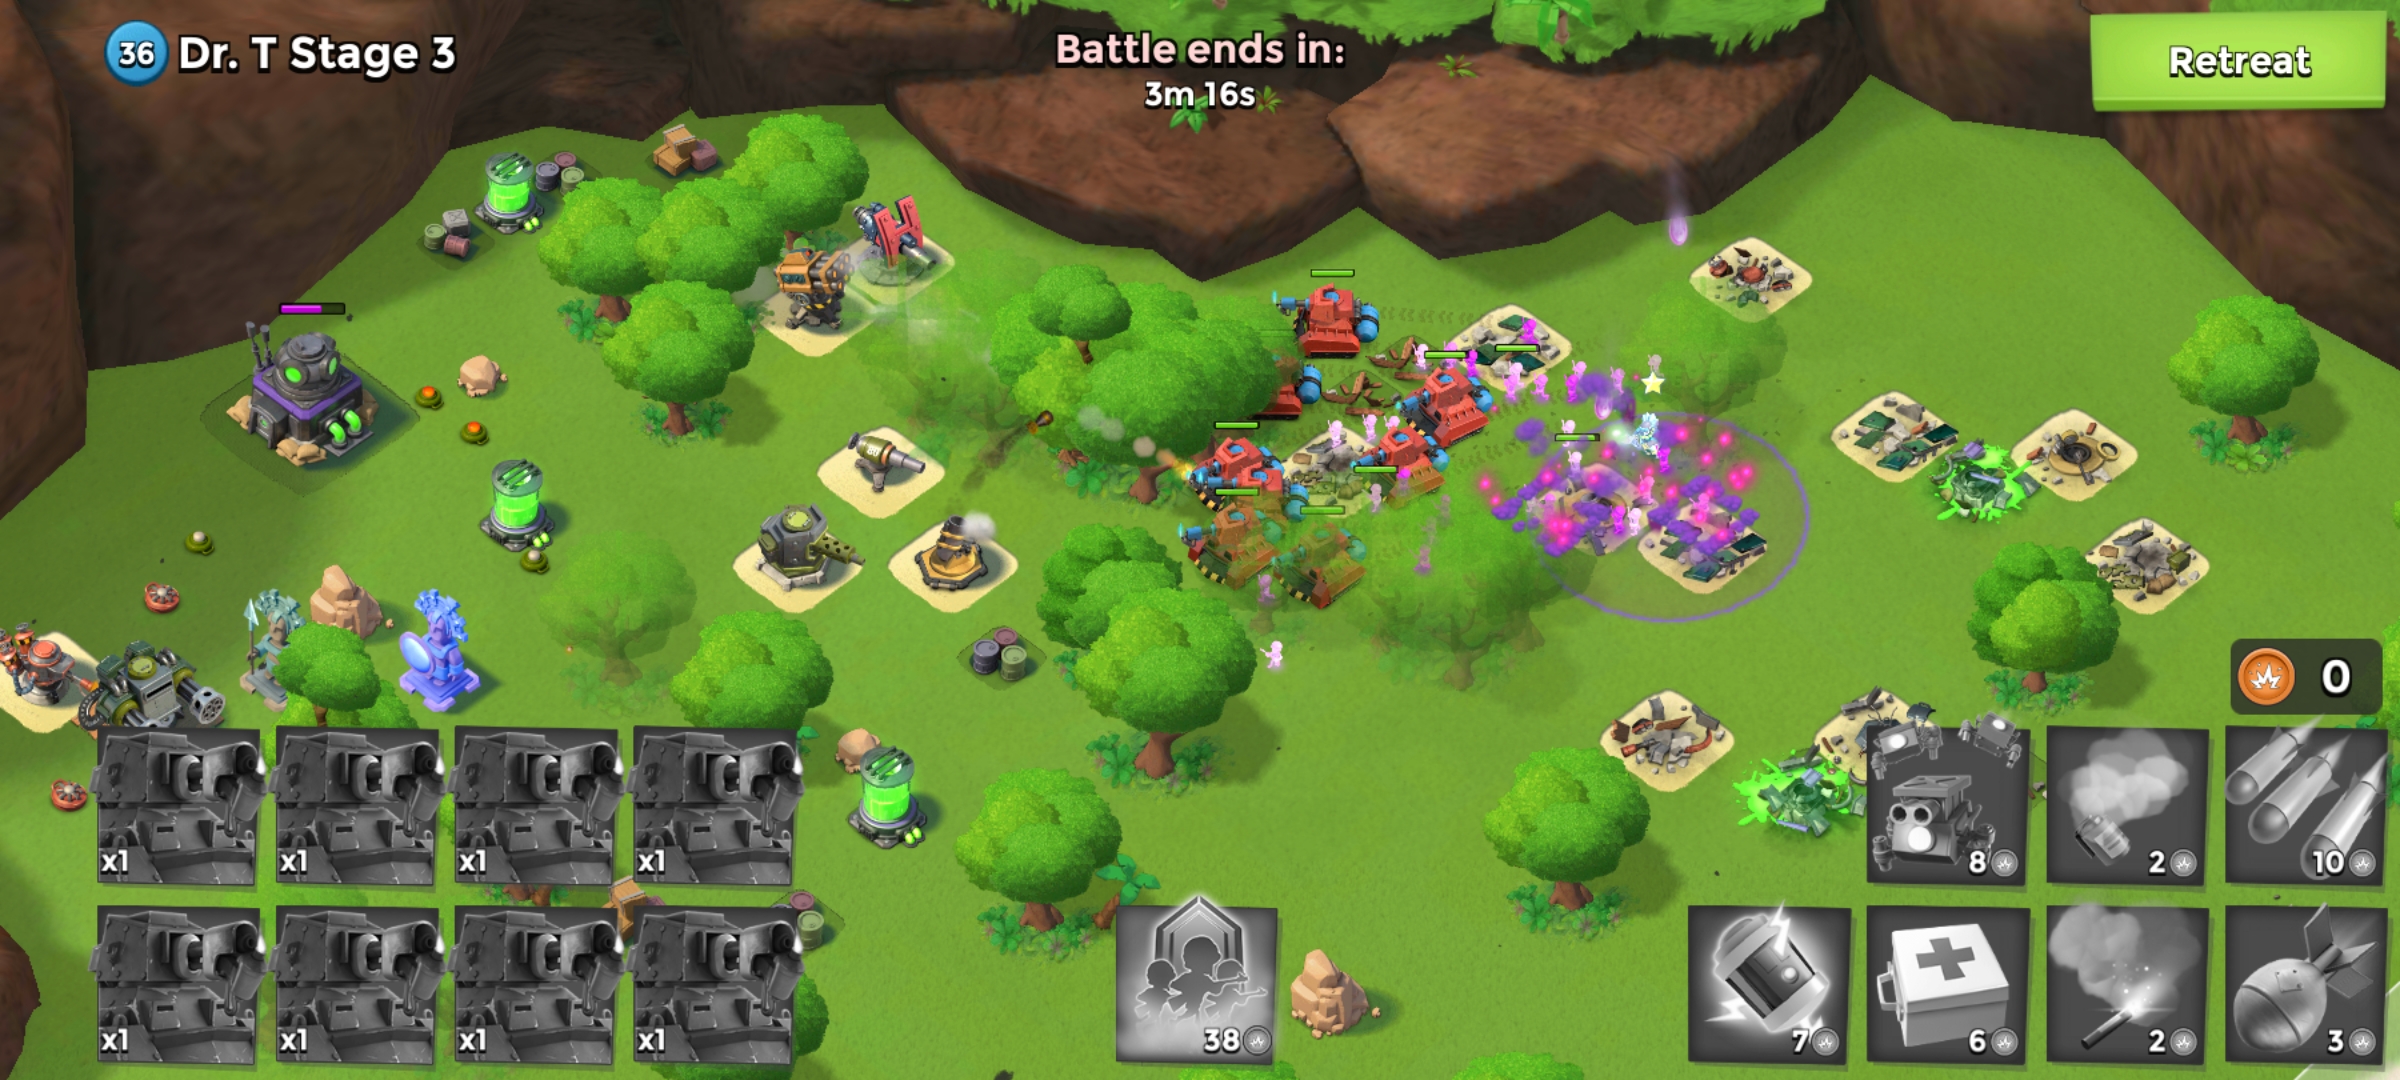 36 Dr. T Stage 3
Battle ends in:
3m 16s
Retreat
0
x1 x1 x1 x1
8 2 10
x1 x1 x1 x1
38
7 6 2 3